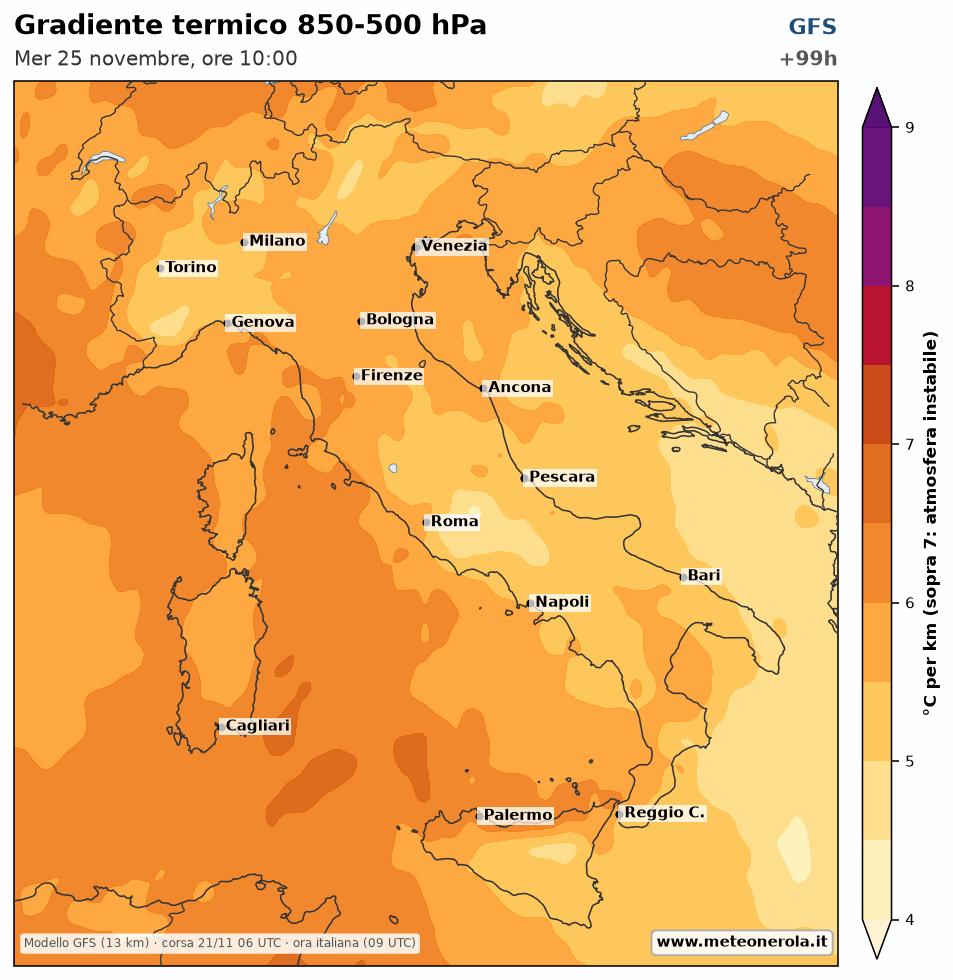 Gradiente termico 850-500 hPa
GFS
Mer 25 novembre, ore 10:00
+99h
Milano
Venezia
Torino
Genova
Bologna
Firenze
Ancona
Pescara
Roma
Bari
Napoli
Cagliari
Palermo
Reggio C.
9
8
7
6
5
4
°C per km (sopra 7: atmosfera instabile)
Modello GFS (13 km) · corsa 21/11 06 UTC · ora italiana (09 UTC)
www.meteonerola.it